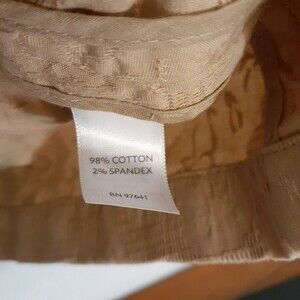 98% COTTON
2% SPANDEX
RN 97641